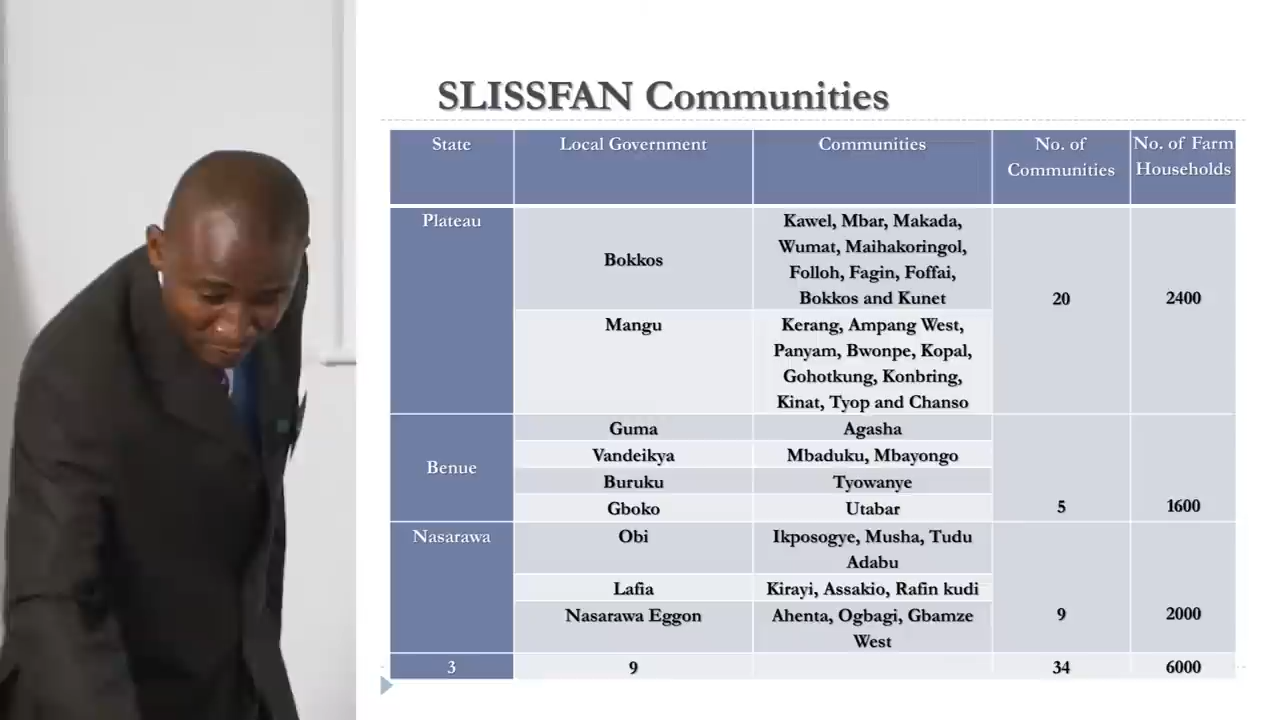 SLISSFAN Communities
State
Local Government
Communities
No. of
Communities
No. of Farm
Households
Plateau
Bokkos
Kawel, Mbar, Makada,
Wumat, Maihakoringol,
Folloh, Fagin, Foffai,
Bokkos and Kunet
20
2400
Mangu
Kerang, Ampang West,
Panyam, Bwonpe, Kopal,
Gohotkung, Konbring,
Kinat, Tyop and Chanso
Benue
Guma
Agasha
Vandeikya
Mbaduku, Mbayongo
Buruku
Tyowanye
Gboko
Utabar
5
1600
Nasarawa
Obi
Ikposogye, Musha, Tudu
Adabu
Lafia
Kirayi, Assakio, Rafin kudi
Nasarawa Eggon
Ahenta, Ogbagi, Gbamze
West
9
2000
3
9
34
6000